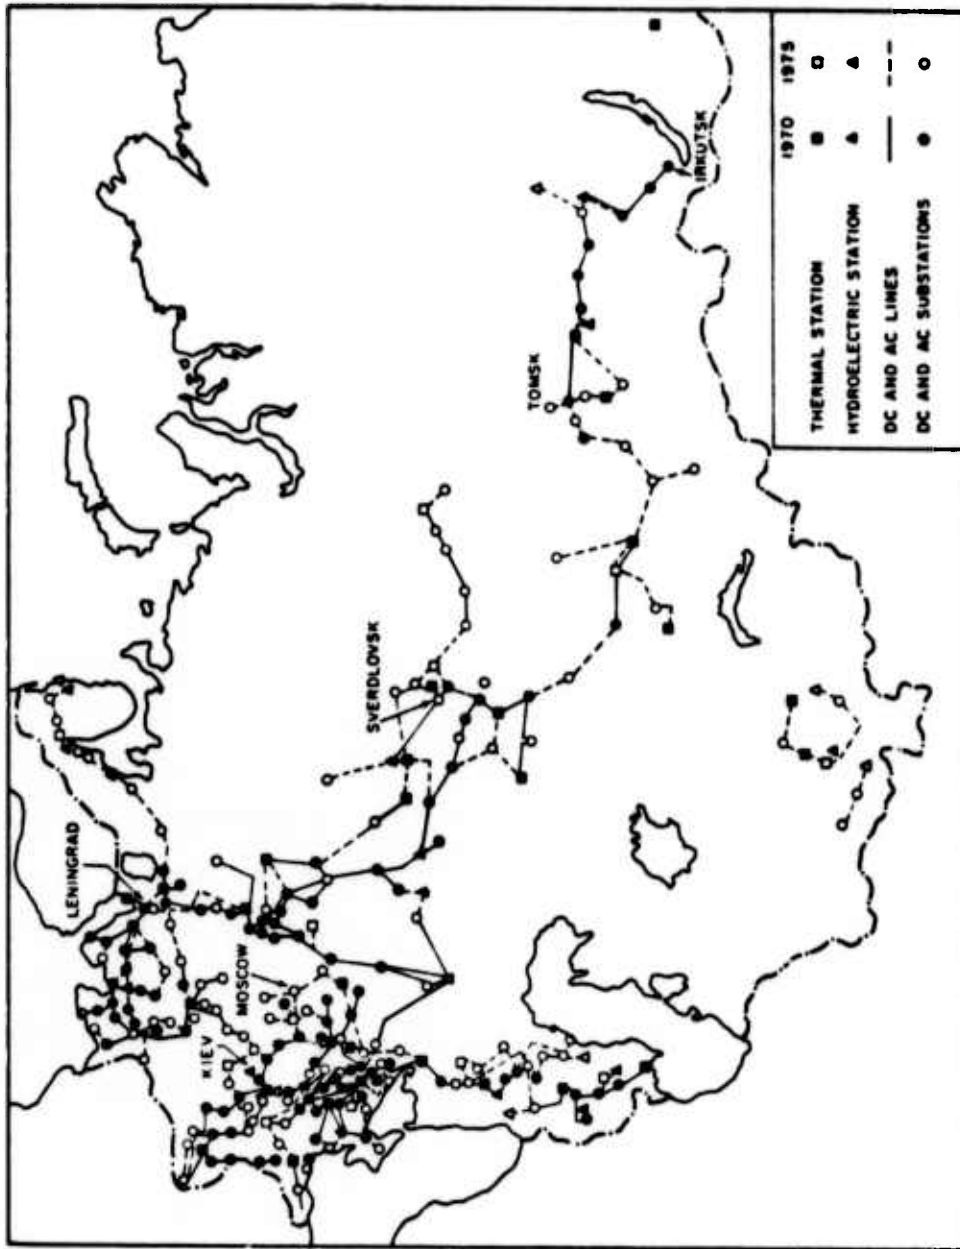 LENINGRAD
MOSCOW
KIEV
SVERDLOVSK
TOMSK
IRKUTSK
1970 1975
THERMAL STATION
HYDROELECTRIC STATION
DC AND AC LINES
DC AND AC SUBSTATIONS